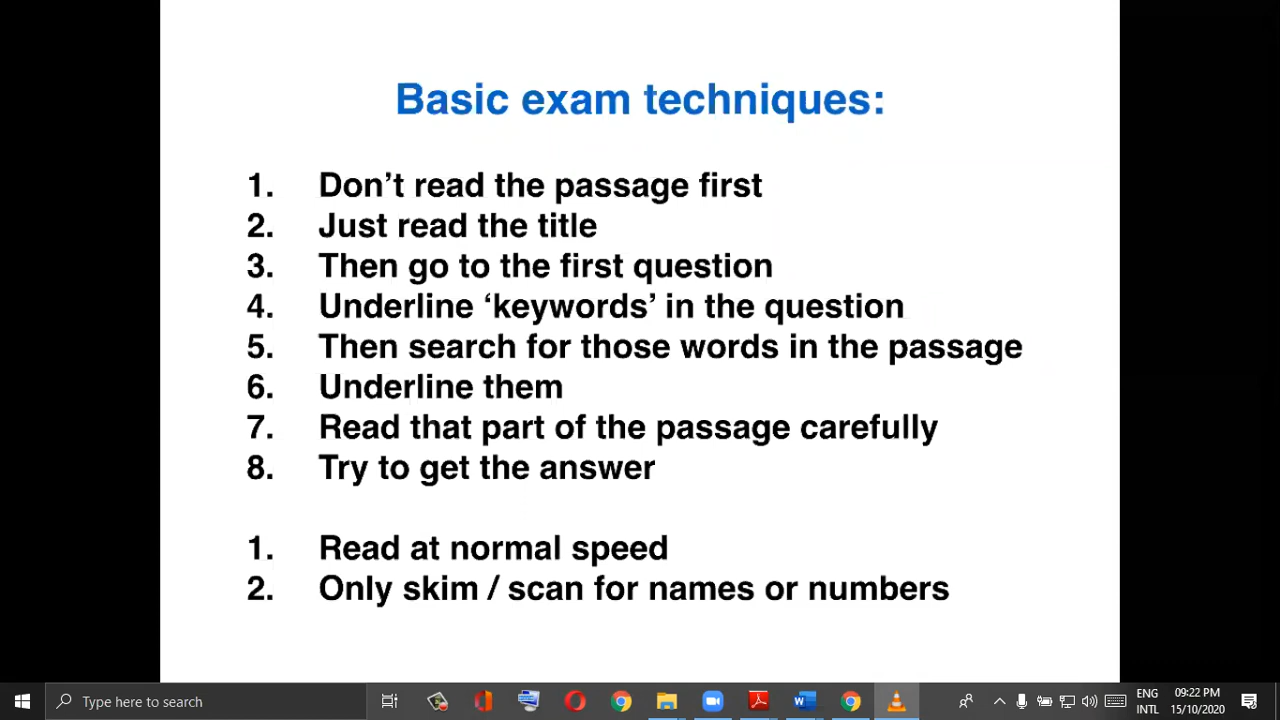 Basic exam techniques:
1. Don’t read the passage first
2. Just read the title
3. Then go to the first question
4. Underline ‘keywords’ in the question
5. Then search for those words in the passage
6. Underline them
7. Read that part of the passage carefully
8. Try to get the answer
1. Read at normal speed
2. Only skim / scan for names or numbers
Type here to search
ENG
INTL
09:22 PM
15/10/2020